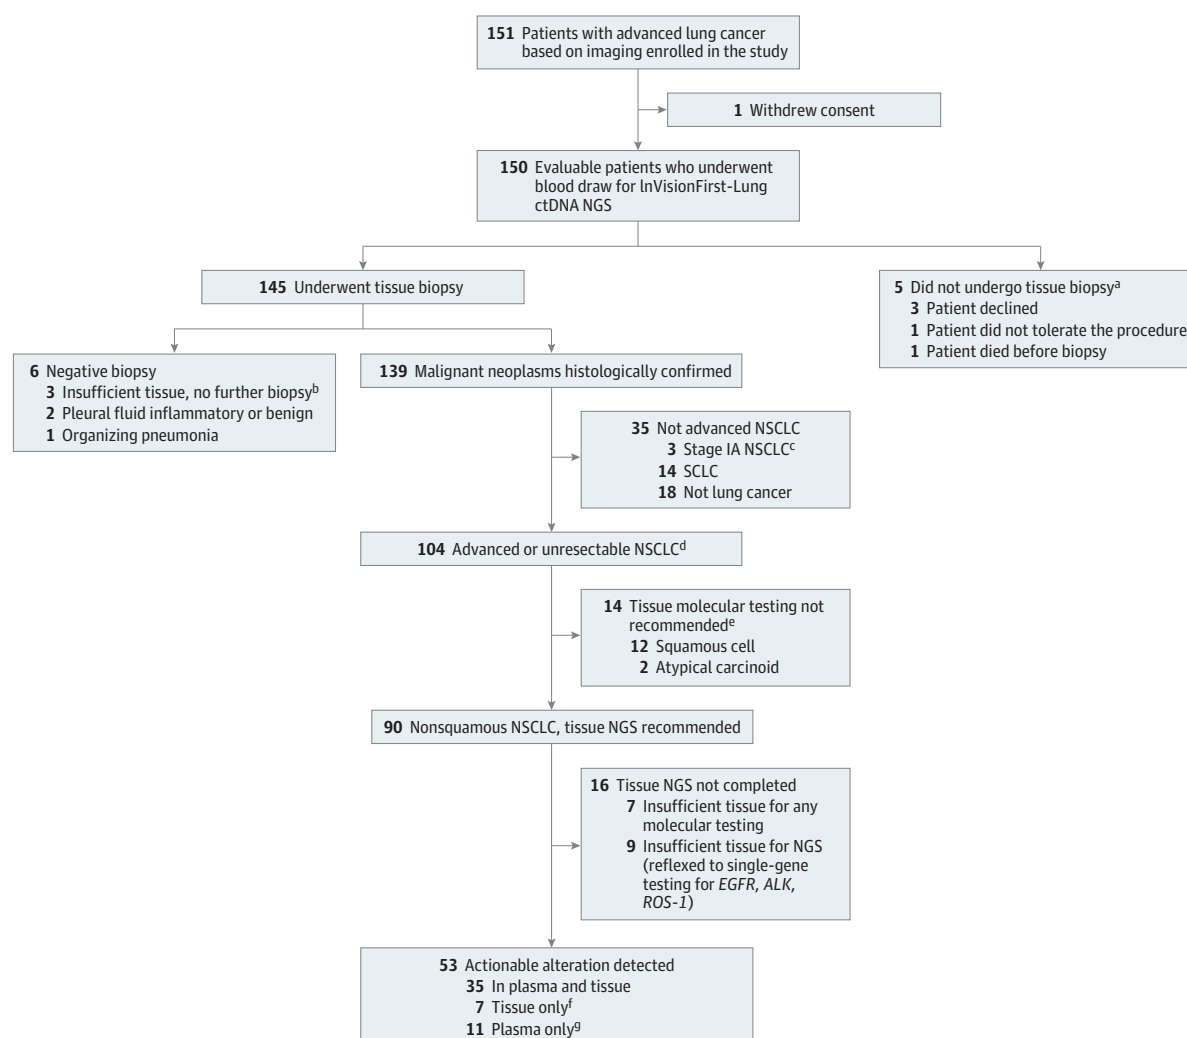 151 Patients with advanced lung cancer
based on imaging enrolled in the study
1 Withdrew consent
150 Evaluable patients who underwent
blood draw for InVisionFirst-Lung
ctDNA NGS
145 Underwent tissue biopsy
5 Did not undergo tissue biopsyᵃ
3 Patient declined
1 Patient did not tolerate the procedure
1 Patient died before biopsy
6 Negative biopsy
3 Insufficient tissue, no further biopsyᵇ
2 Pleural fluid inflammatory or benign
1 Organizing pneumonia
139 Malignant neoplasms histologically confirmed
35 Not advanced NSCLC
3 Stage IA NSCLCᶜ
14 SCLC
18 Not lung cancer
104 Advanced or unresectable NSCLCᵈ
14 Tissue molecular testing not
recommendedᵉ
12 Squamous cell
2 Atypical carcinoid
90 Nonsquamous NSCLC, tissue NGS recommended
16 Tissue NGS not completed
7 Insufficient tissue for any
molecular testing
9 Insufficient tissue for NGS
(reflexed to single-gene
testing for EGFR, ALK,
ROS-1)
53 Actionable alteration detected
35 In plasma and tissue
7 Tissue onlyᶠ
11 Plasma onlyᵍ